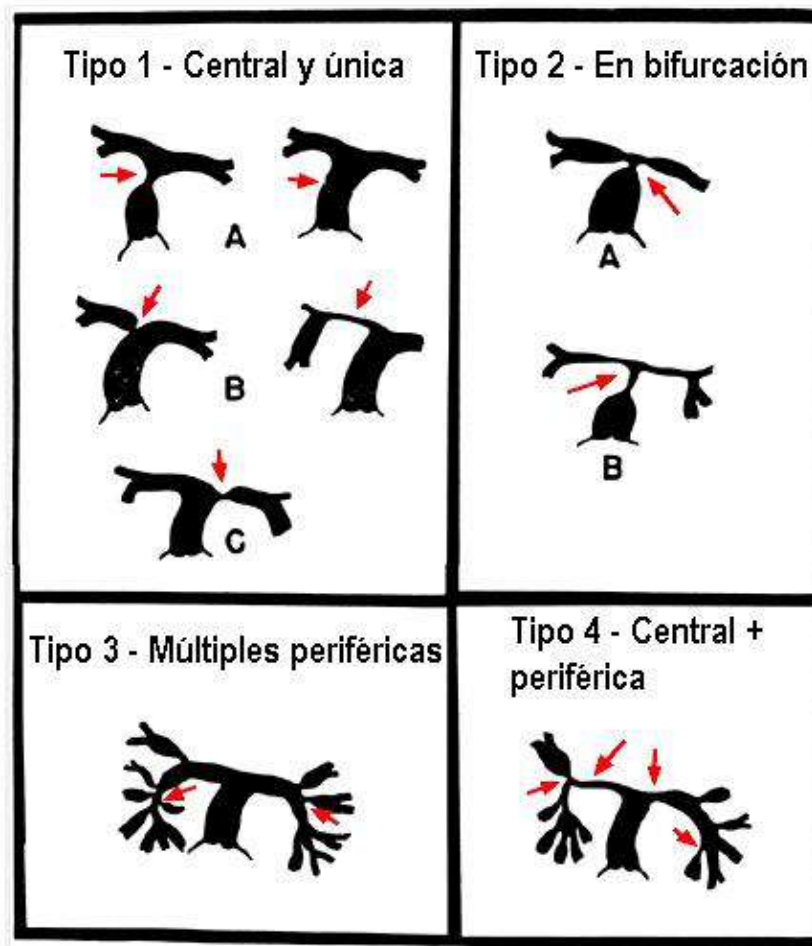 Tipo 1 - Central y única
A
B
C
Tipo 2 - En bifurcación
A
B
Tipo 3 - Múltiples periféricas
Tipo 4 - Central +
periférica